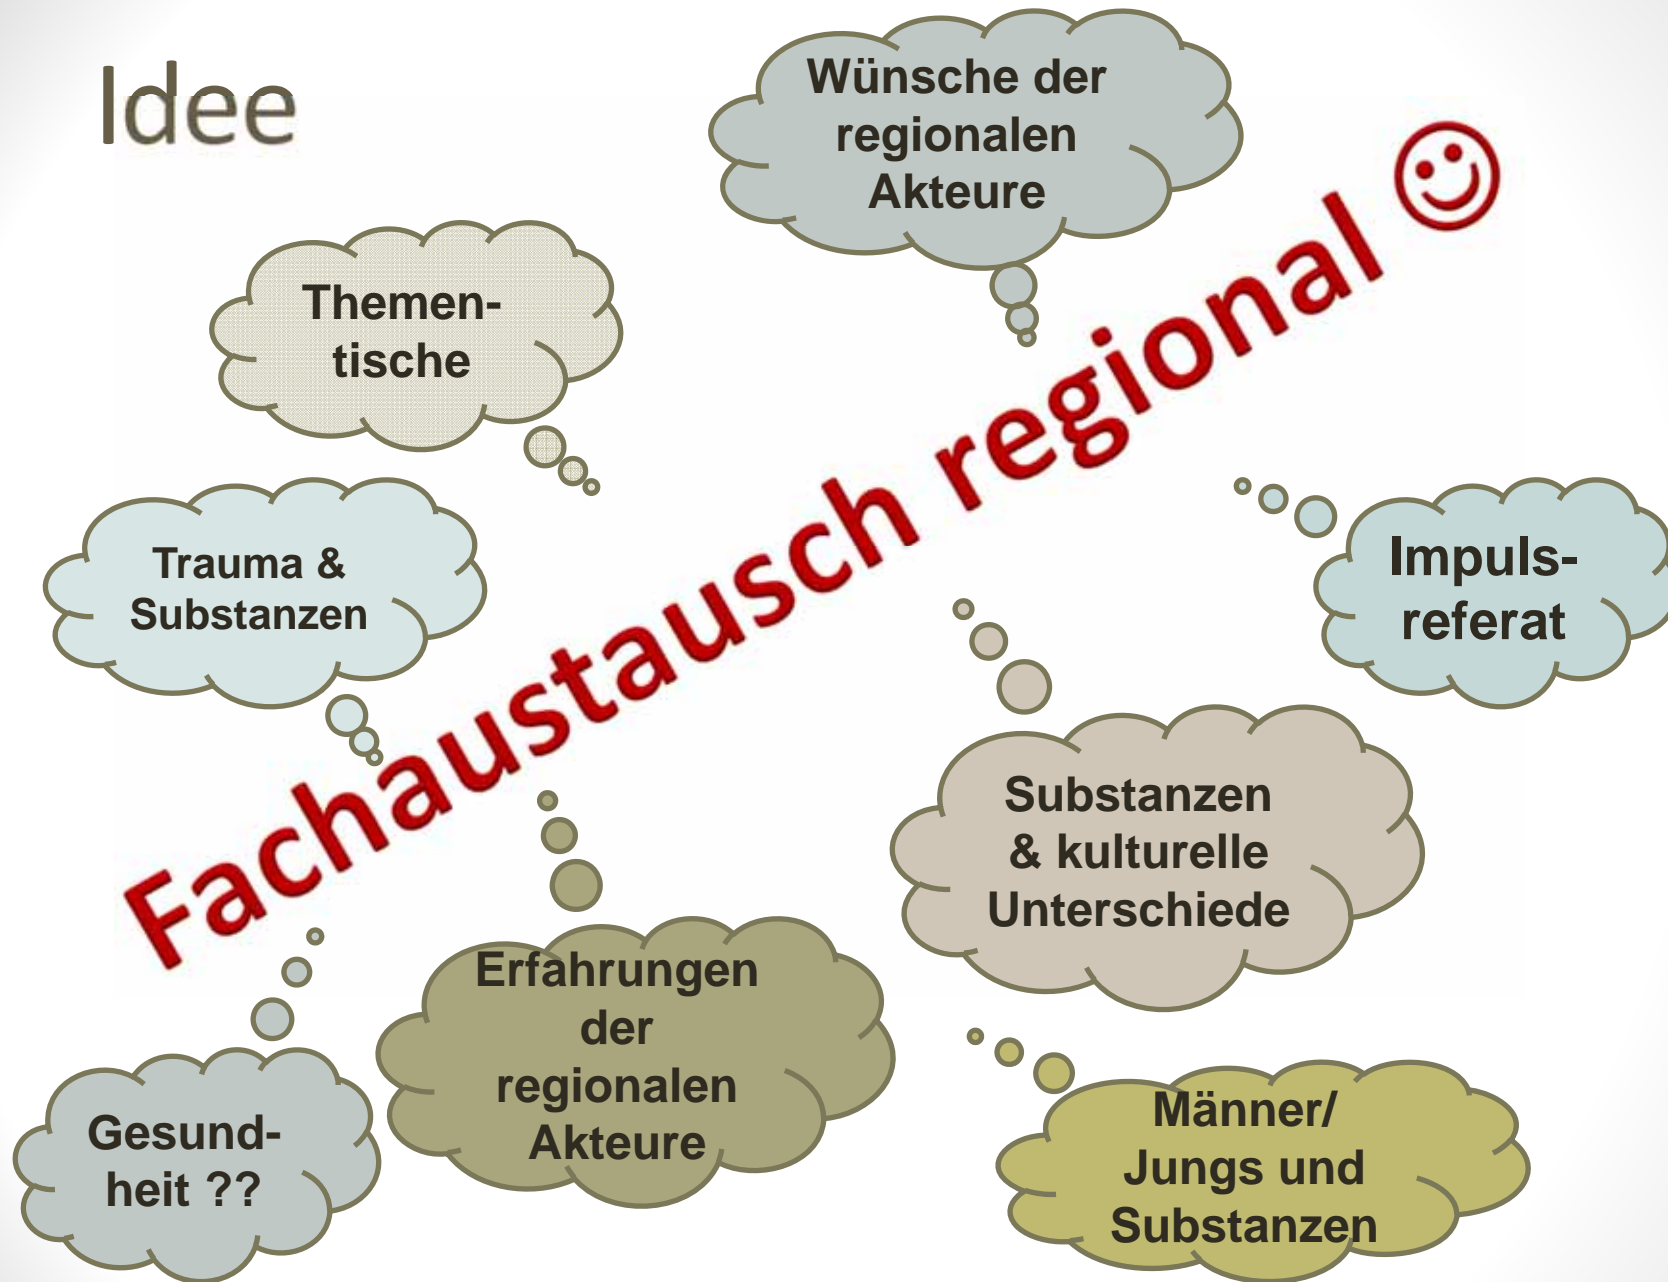 Idee
Wünsche der
regionalen
Akteure
Themen-
tische
Fachaustausch regional ☺
Trauma &
Substanzen
Impuls-
referat
Substanzen
& kulturelle
Unterschiede
Erfahrungen
der
regionalen
Akteure
Gesund-
heit ??
Männer/
Jungs und
Substanzen